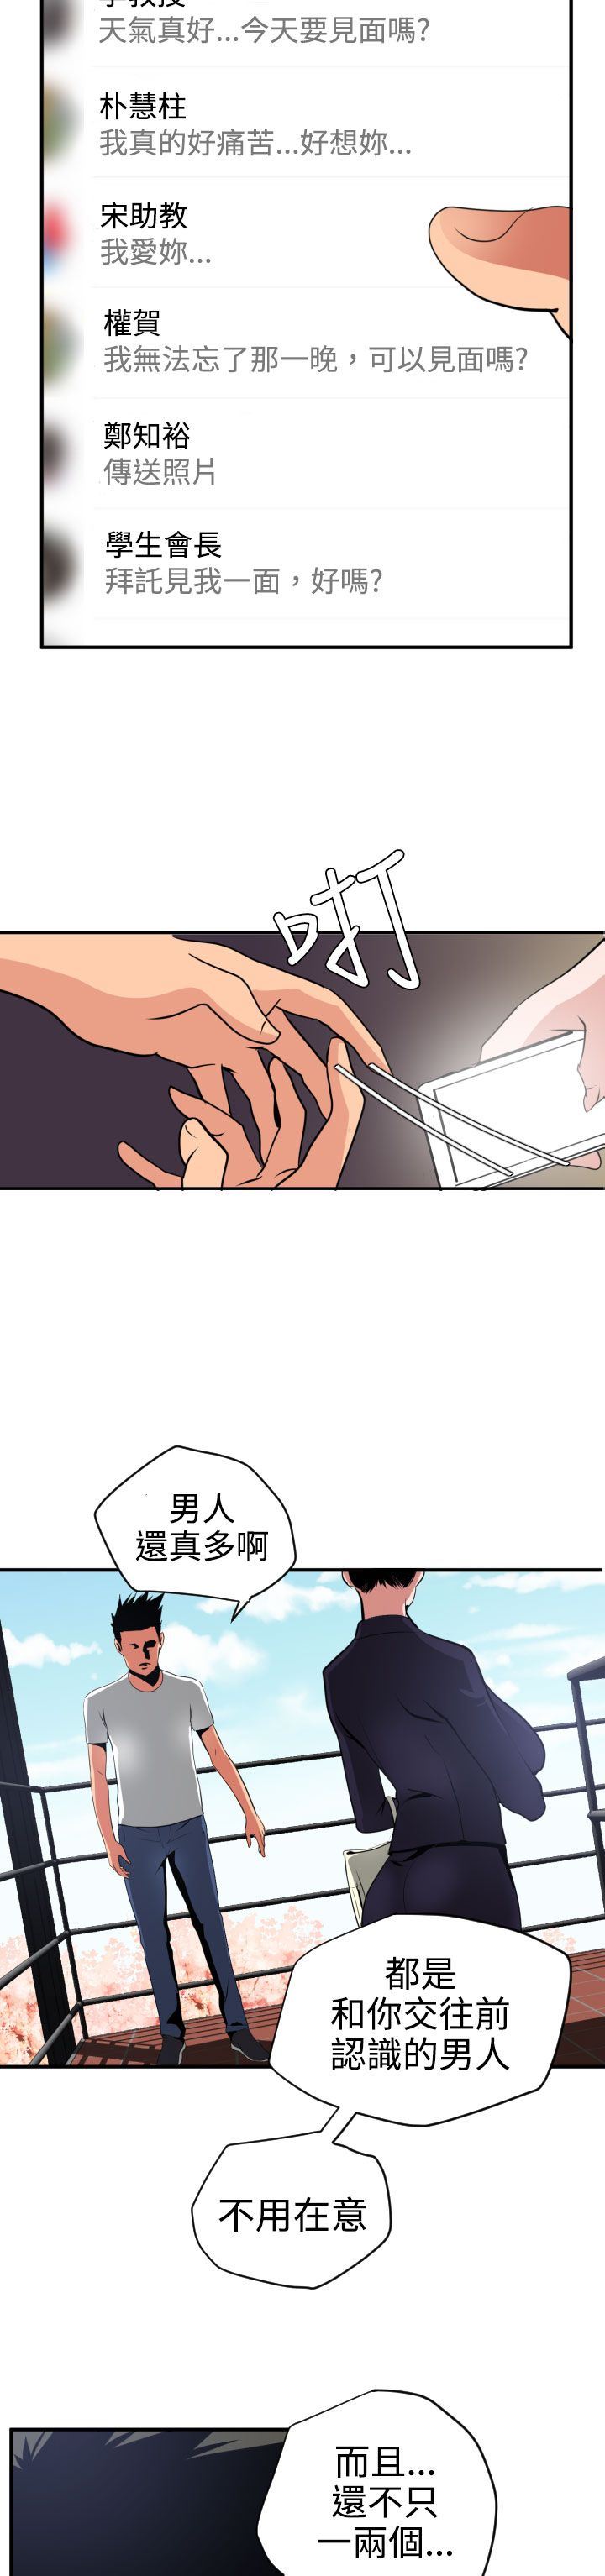 李教授
天氣真好...今天要見面嗎?
朴慧柱
我真的好痛苦...好想妳...
宋助教
我愛妳...
權賀
我無法忘了那一晚，可以見面嗎?
鄭知裕
傳送照片
學生會長
拜託見我一面，好嗎?
吖
男人
還真多啊
都是
和你交往前
認識的男人
不用在意
而且...
還不只
一兩個...